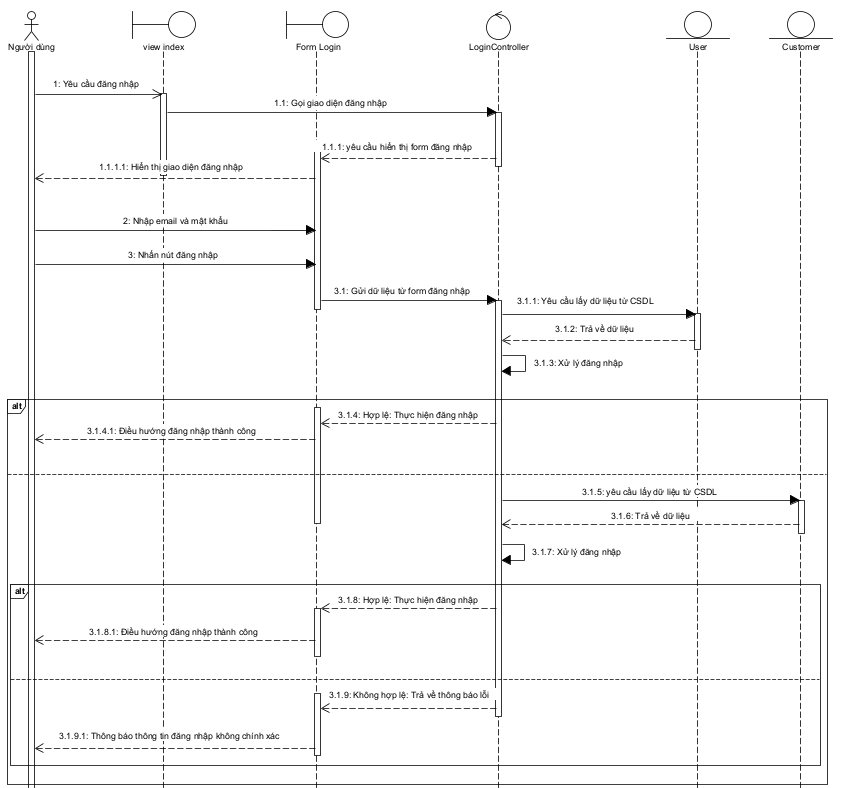 Người dùng
view index
Form Login
LoginController
User
Customer
1: Yêu cầu đăng nhập
1.1: Gọi giao diện đăng nhập
1.1.1: yêu cầu hiển thị form đăng nhập
1.1.1.1: Hiển thị giao diện đăng nhập
2: Nhập email và mật khẩu
3: Nhấn nút đăng nhập
3.1: Gửi dữ liệu từ form đăng nhập
3.1.1: Yêu cầu lấy dữ liệu từ CSDL
3.1.2: Trả về dữ liệu
3.1.3: Xử lý đăng nhập
alt
3.1.4: Hợp lệ: Thực hiện đăng nhập
3.1.4.1: Điều hướng đăng nhập thành công
3.1.5: yêu cầu lấy dữ liệu từ CSDL
3.1.6: Trả về dữ liệu
3.1.7: Xử lý đăng nhập
alt
3.1.8: Hợp lệ: Thực hiện đăng nhập
3.1.8.1: Điều hướng đăng nhập thành công
3.1.9: Không hợp lệ: Trả về thông báo lỗi
3.1.9.1: Thông báo thông tin đăng nhập không chính xác